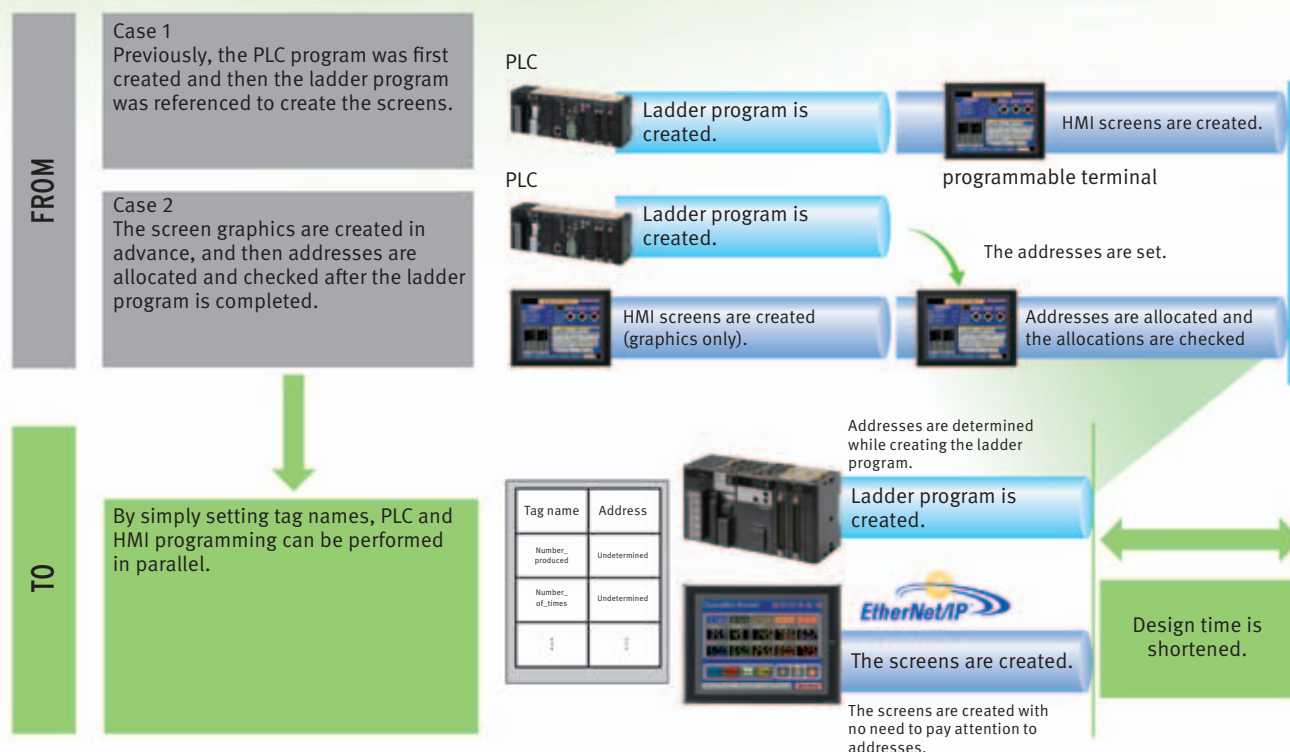 FROM
Case 1
Previously, the PLC program was first
created and then the ladder program
was referenced to create the screens.
PLC
Ladder program is
created.
HMI screens are created.
programmable terminal
Case 2
The screen graphics are created in
advance, and then addresses are
allocated and checked after the ladder
program is completed.
PLC
Ladder program is
created.
The addresses are set.
HMI screens are created
(graphics only).
Addresses are allocated and
the allocations are checked
TO
By simply setting tag names, PLC and
HMI programming can be performed
in parallel.
Tag name Address
Number_
produced
Undetermined
Number_
of_times
Undetermined
Addresses are determined
while creating the ladder
program.
Ladder program is
created.
EtherNet/IP
The screens are created.
The screens are created with
no need to pay attention to
addresses.
Design time is
shortened.